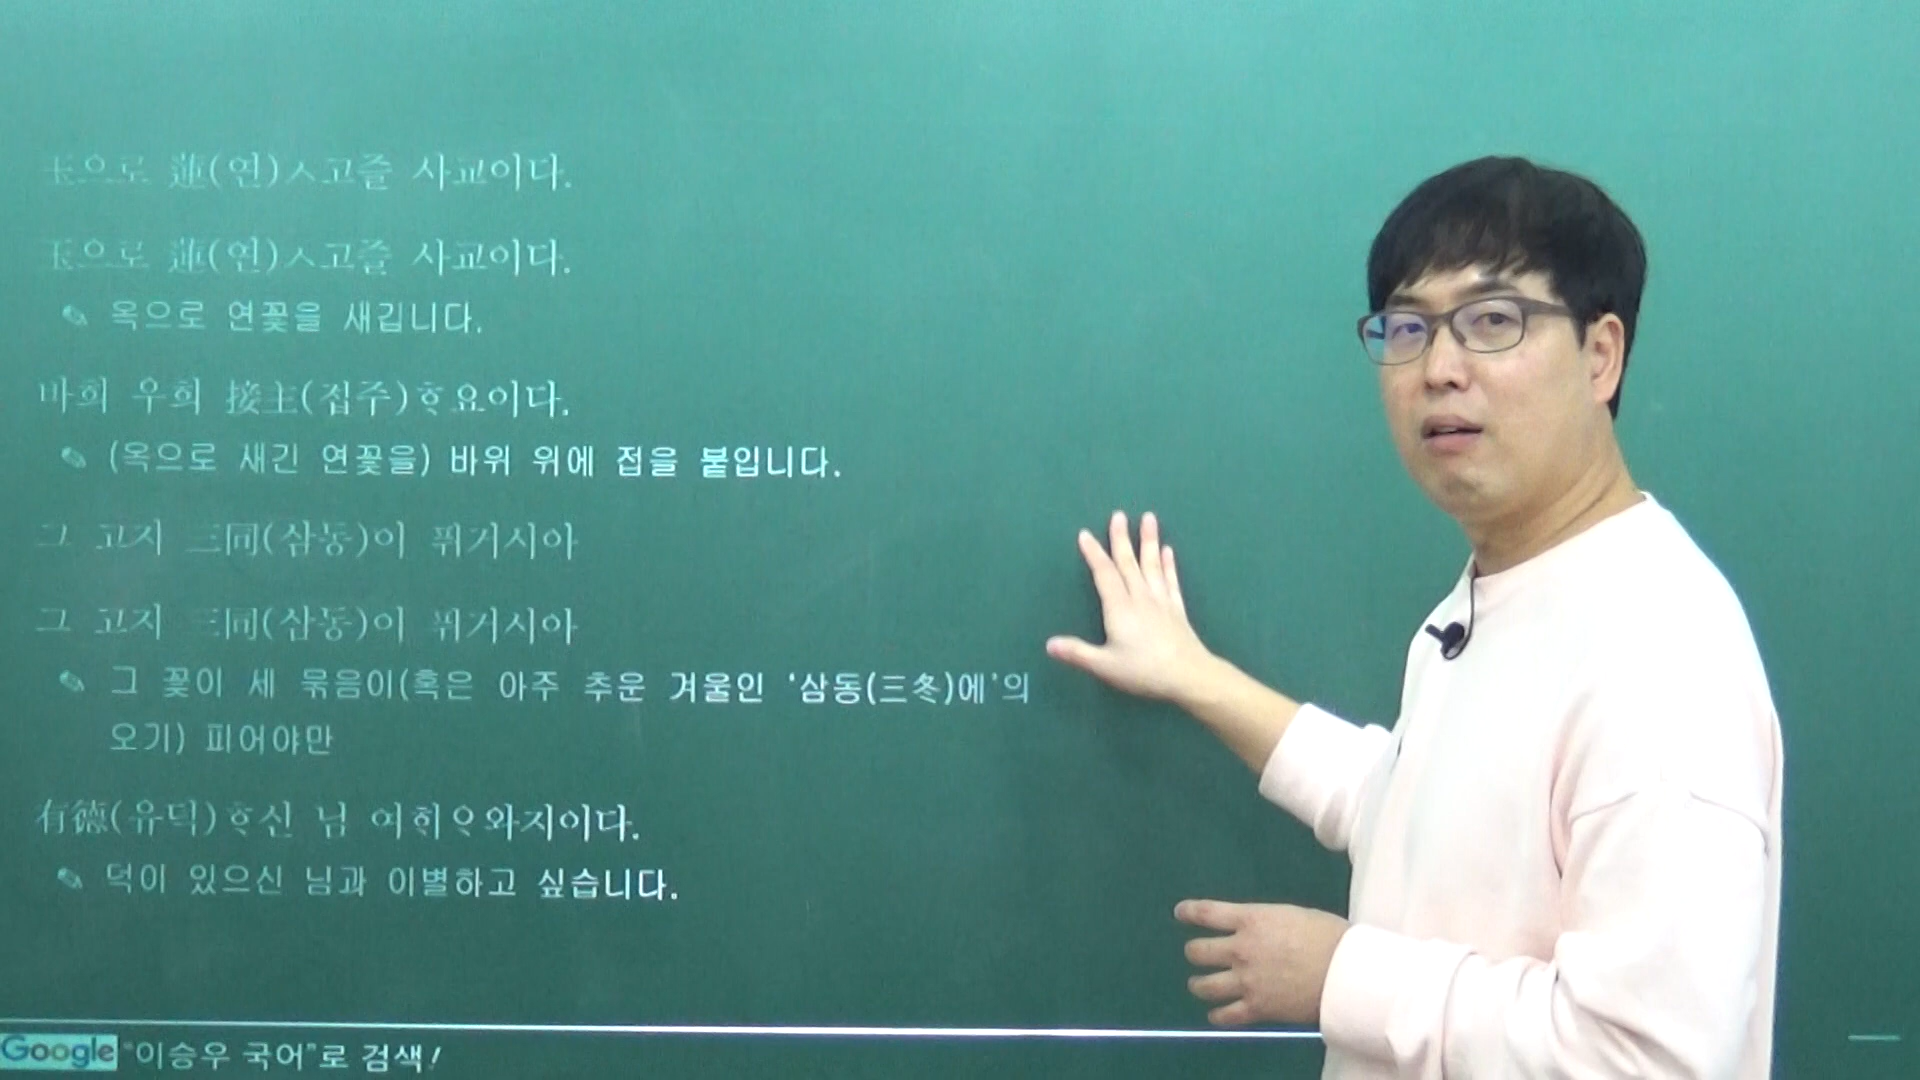 玉으로 蓮(연)ㅅ고즐 사교이다.
玉으로 蓮(연)ㅅ고즐 사교이다.
✎ 옥으로 연꽃을 새깁니다.
바회 우희 接主(접주)ᄒᆞ요이다.
✎ (옥으로 새긴 연꽃을) 바위 위에 접을 붙입니다.
그 고지 三同(삼동)이 퓌거시아
그 고지 三同(삼동)이 퓌거시아
✎ 그 꽃이 세 묶음이(혹은 아주 추운 겨울인 ‘삼동(三冬)에’의
오기) 피어야만
有德(유덕)ᄒᆞ신 님 여ᄒᆡᄋᆞ와지이다.
✎ 덕이 있으신 님과 이별하고 싶습니다.
Google “이승우 국어”로 검색!